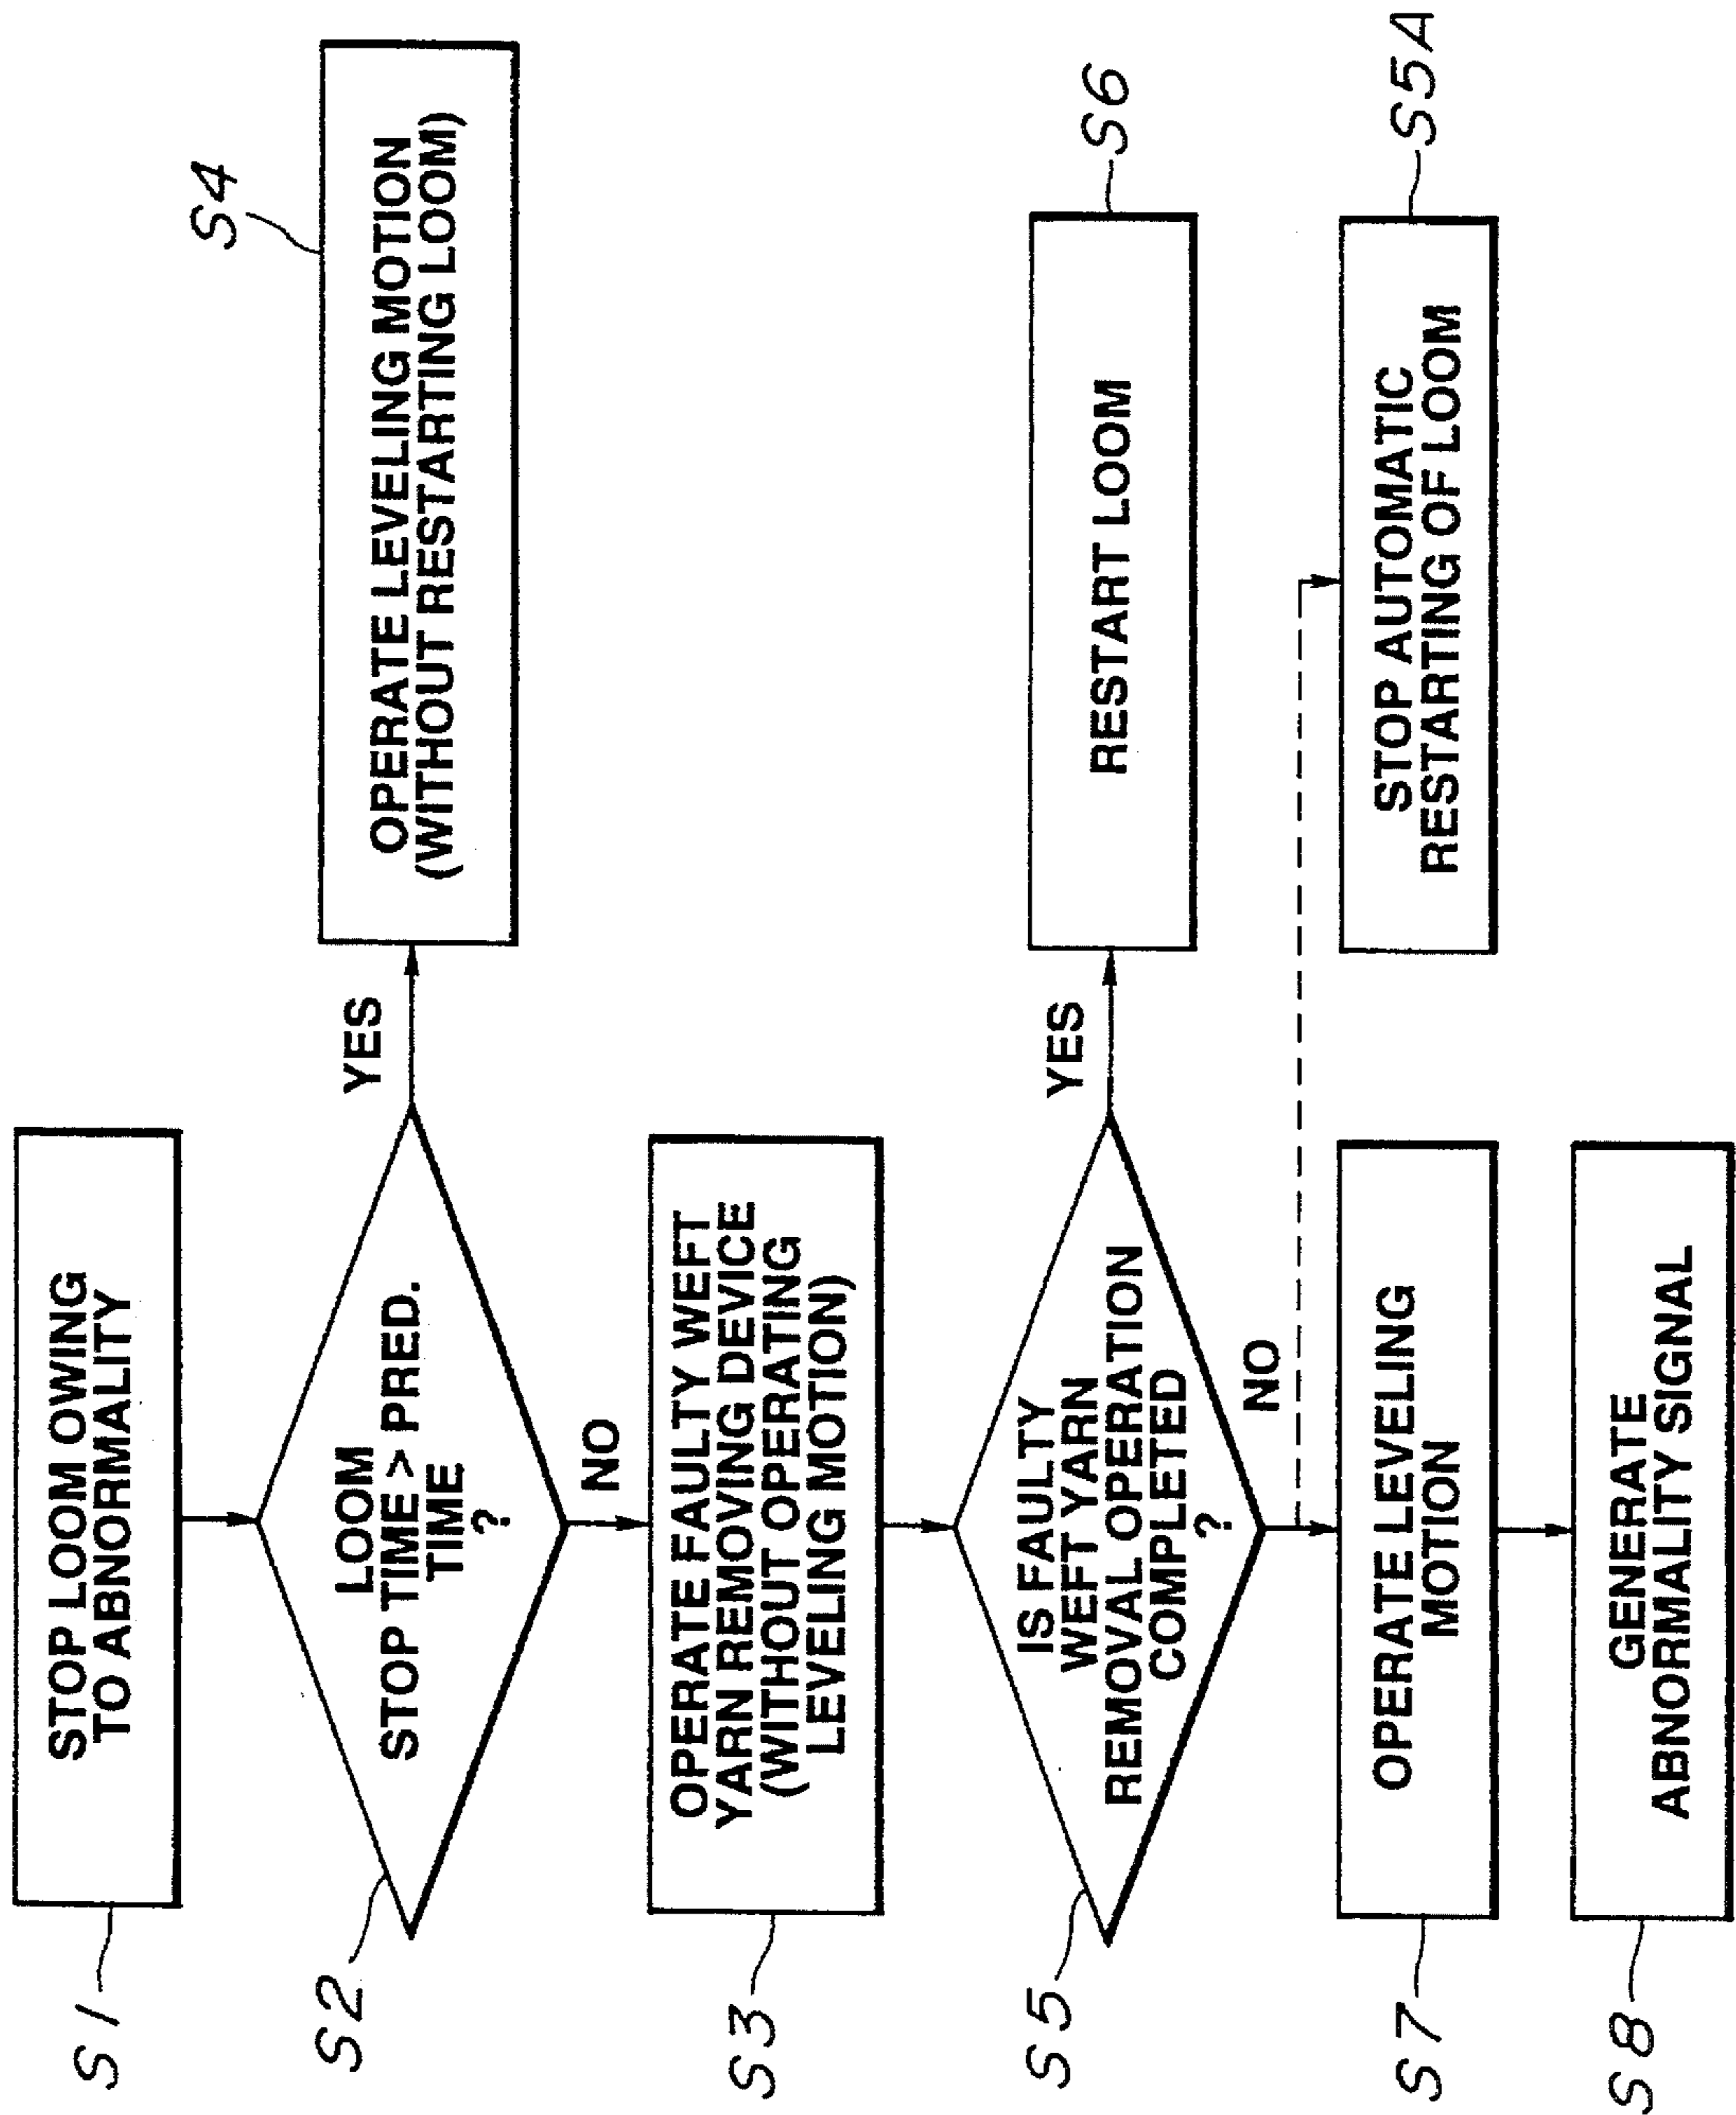 S1
STOP LOOM OWING
TO ABNORMALITY
S2
LOOM
STOP TIME > PRED.
TIME
?
YES
S4
OPERATE LEVELING MOTION
(WITHOUT RESTARTING LOOM)
NO
S3
OPERATE FAULTY WEFT
YARN REMOVING DEVICE
(WITHOUT OPERATING
LEVELING MOTION)
S5
IS FAULTY
WEFT YARN
REMOVAL OPERATION
COMPLETED
?
YES
S6
RESTART LOOM
NO
S7
OPERATE LEVELING
MOTION
S5A
STOP AUTOMATIC
RESTARTING OF LOOM
S8
GENERATE
ABNORMALITY SIGNAL